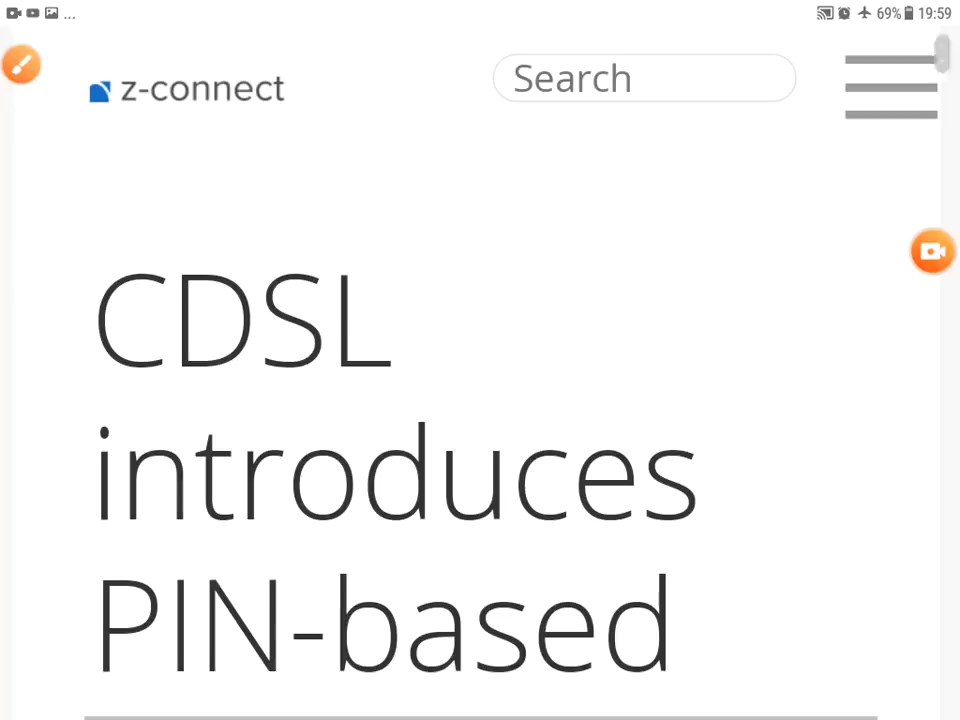 ... 69% 19:59
z-connect
Search
CDSL
introduces
PIN-based